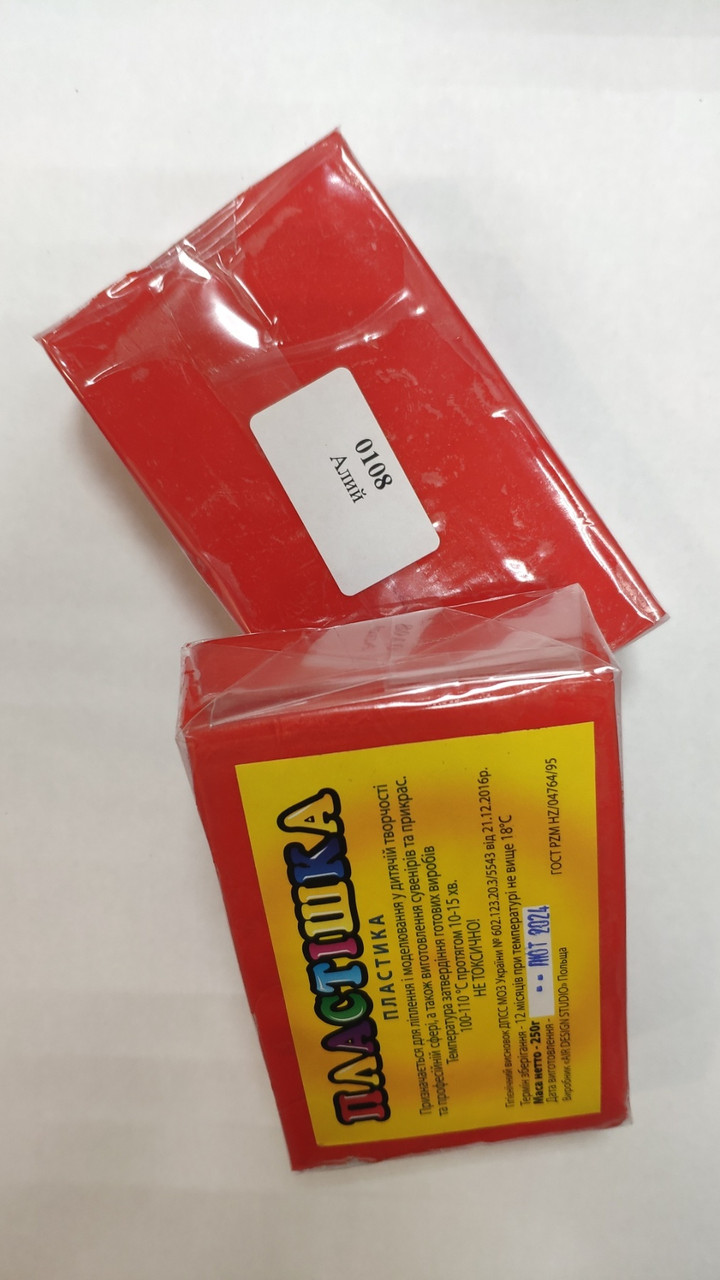 0108
Алий
ПЛАСТІШКА
ПЛАСТИКА
Призначається для ліплення і моделювання у дитячій творчості
та професійній сфері, а також виготовлення сувенірів та прикрас.
Температура затвердіння готових виробів
100-110 °С протягом 10-15 хв.
НЕ ТОКСИЧНО!
Гігієнічний висновок ДПСС МОЗ України № 602.123.20.3/5543 від 21.12.2016р.
Термін зберігання - 12 місяців при температурі не вище 18°С
Маса нетто - 250г
Дата виготовлення - ЛЮТ 2024
Виробник «AIR DESIGN STUDIO» Польща
ГОСТ PZM HZ/04764/95